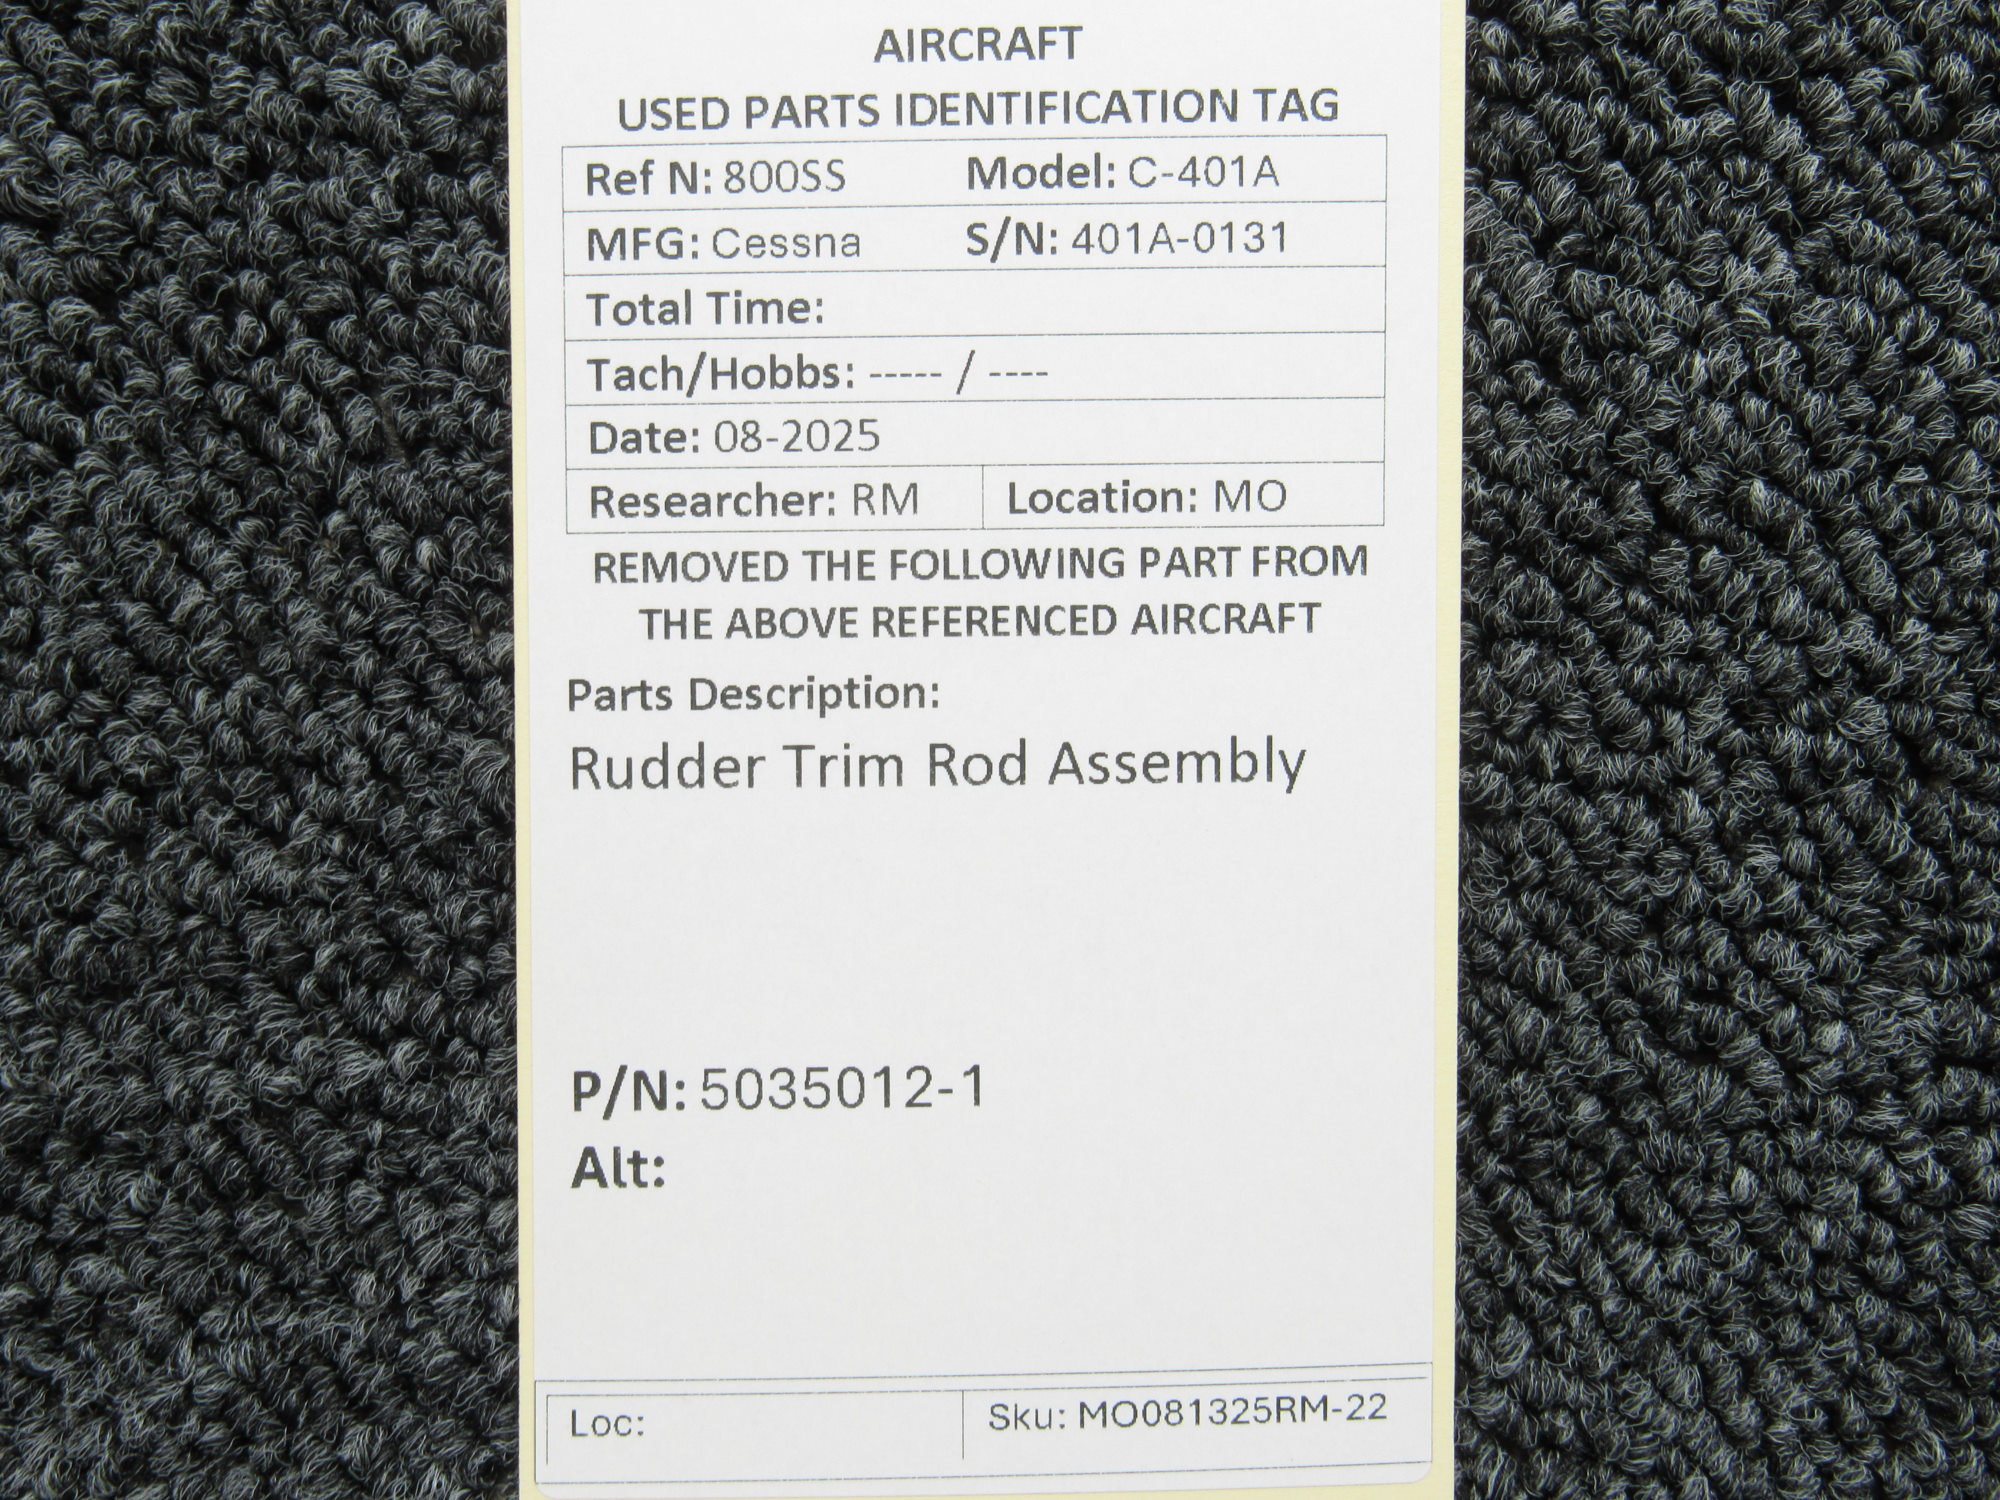 AIRCRAFT
USED PARTS IDENTIFICATION TAG
Ref N: 800SS Model: C-401A
MFG: Cessna S/N: 401A-0131
Total Time:
Tach/Hobbs: ----- / ----
Date: 08-2025
Researcher: RM Location: MO
REMOVED THE FOLLOWING PART FROM
THE ABOVE REFERENCED AIRCRAFT
Parts Description:
Rudder Trim Rod Assembly
P/N: 5035012-1
Alt:
Loc: Sku: MO081325RM-22